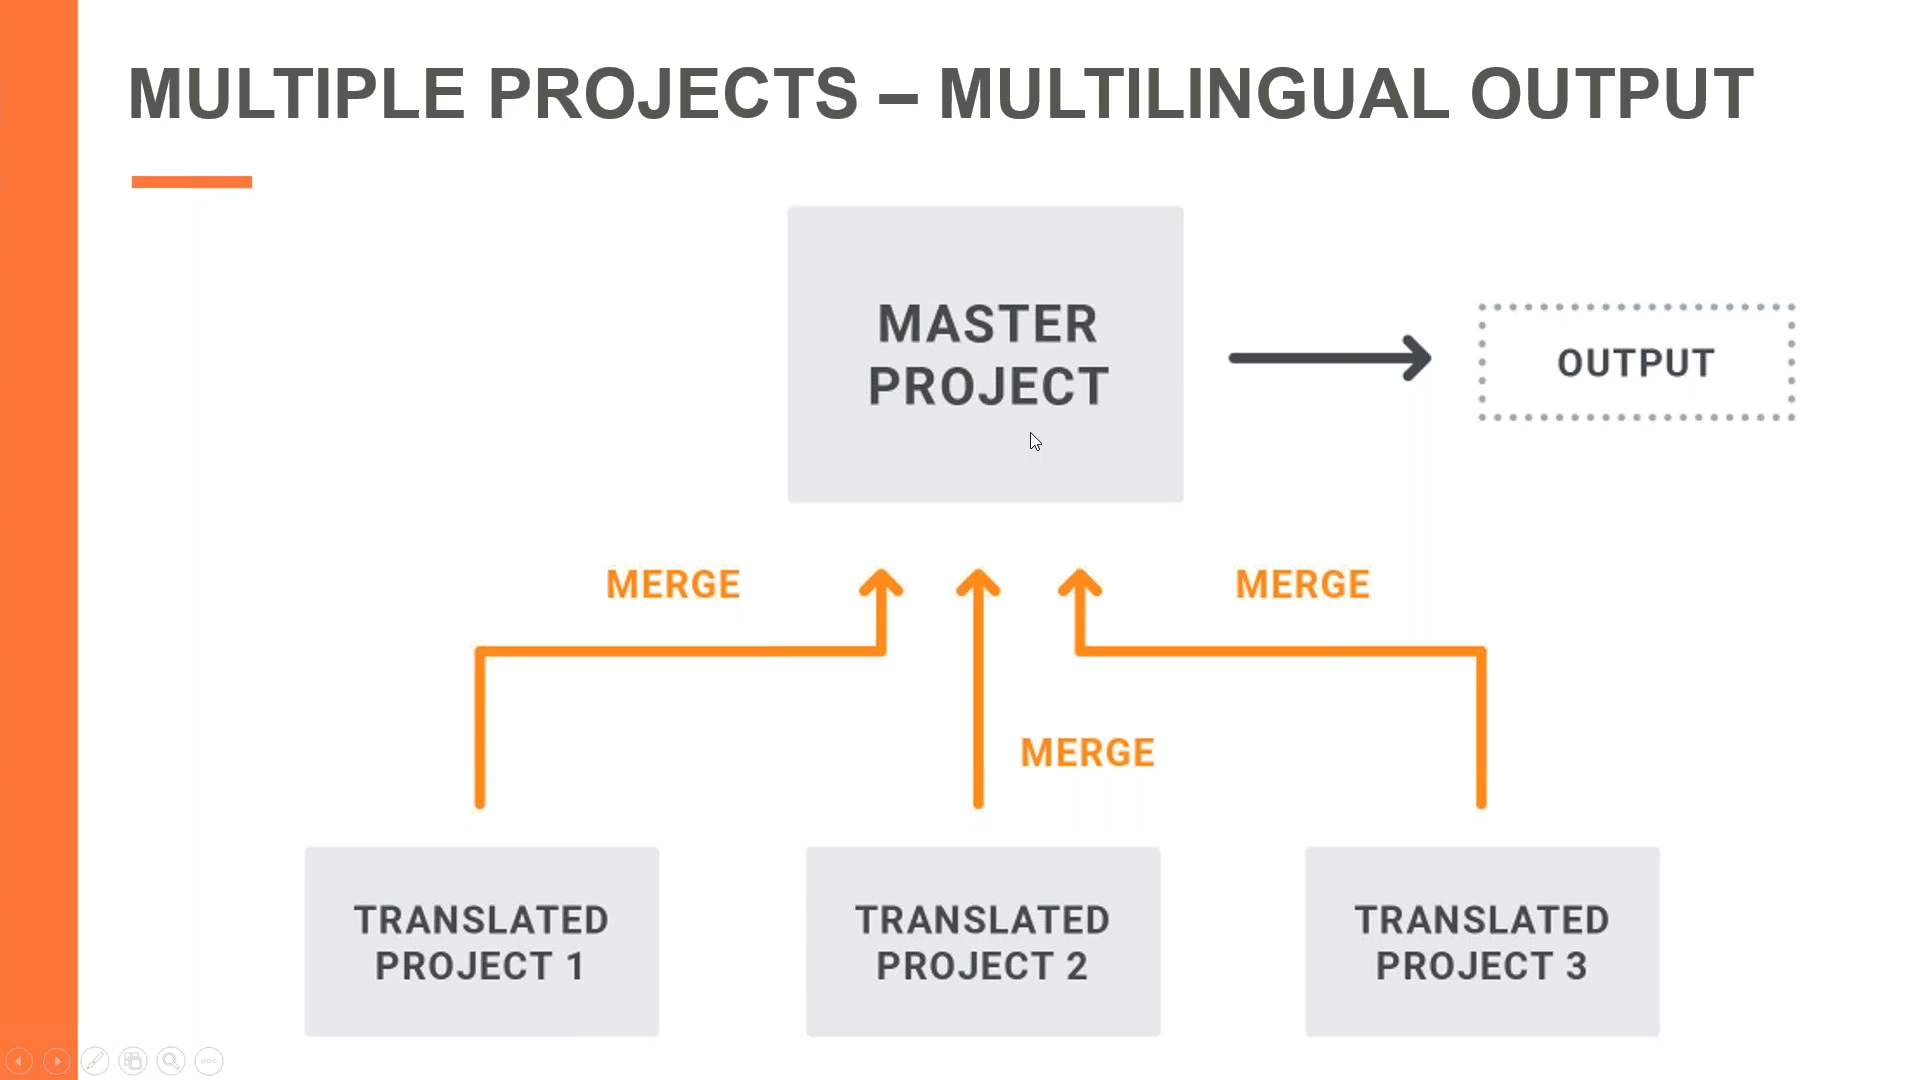 MULTIPLE PROJECTS – MULTILINGUAL OUTPUT
MASTER
PROJECT
OUTPUT
MERGE
MERGE
MERGE
TRANSLATED
PROJECT 1
TRANSLATED
PROJECT 2
TRANSLATED
PROJECT 3